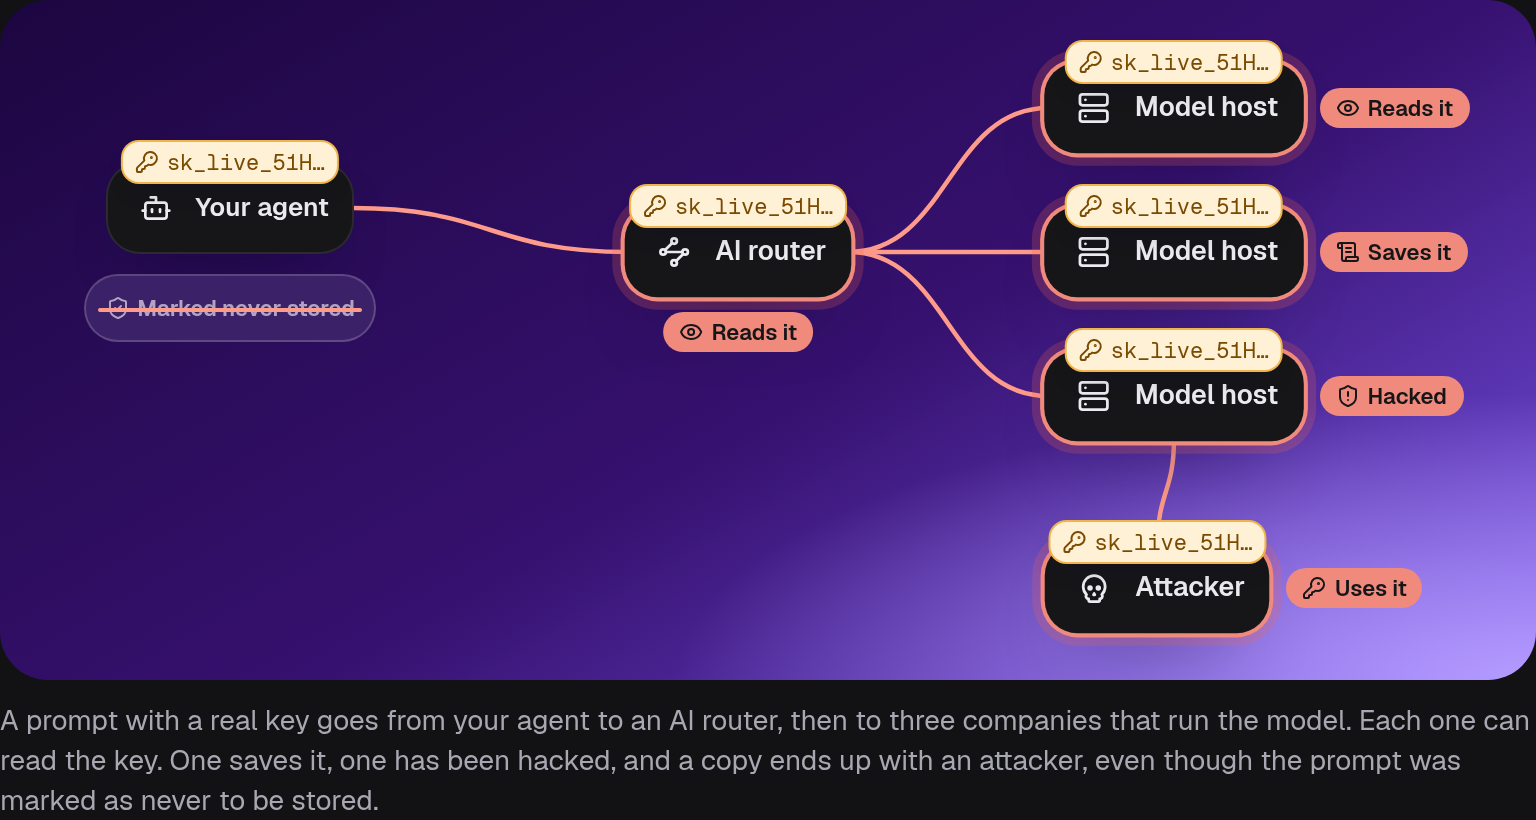 sk_live_51H…
Your agent
Marked never stored
sk_live_51H…
AI router
Reads it
sk_live_51H…
Model host
Reads it
sk_live_51H…
Model host
Saves it
sk_live_51H…
Model host
Hacked
sk_live_51H…
Attacker
Uses it
A prompt with a real key goes from your agent to an AI router, then to three companies that run the model. Each one can
read the key. One saves it, one has been hacked, and a copy ends up with an attacker, even though the prompt was
marked as never to be stored.